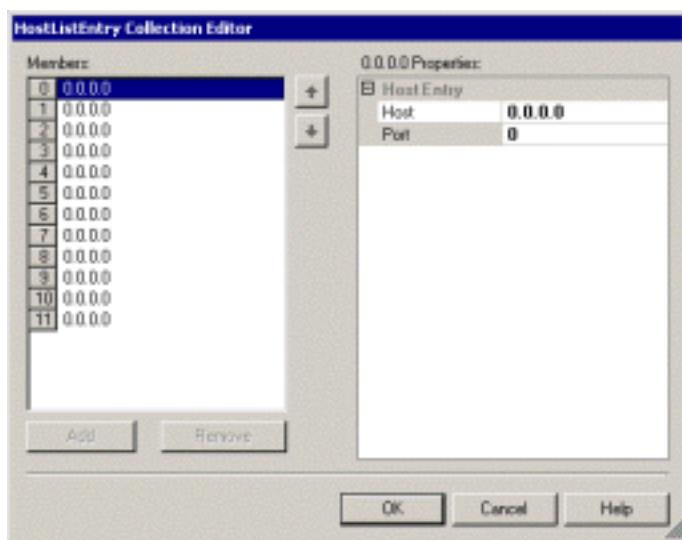 HostListEntry Collection Editor
Members:
0 0.0.0.0
1 0.0.0.0
2 0.0.0.0
3 0.0.0.0
4 0.0.0.0
5 0.0.0.0
6 0.0.0.0
7 0.0.0.0
8 0.0.0.0
9 0.0.0.0
10 0.0.0.0
11 0.0.0.0
Add Remove
0.0.0.0 Properties:
Host Entry
Host 0.0.0.0
Port 0
OK Cancel Help